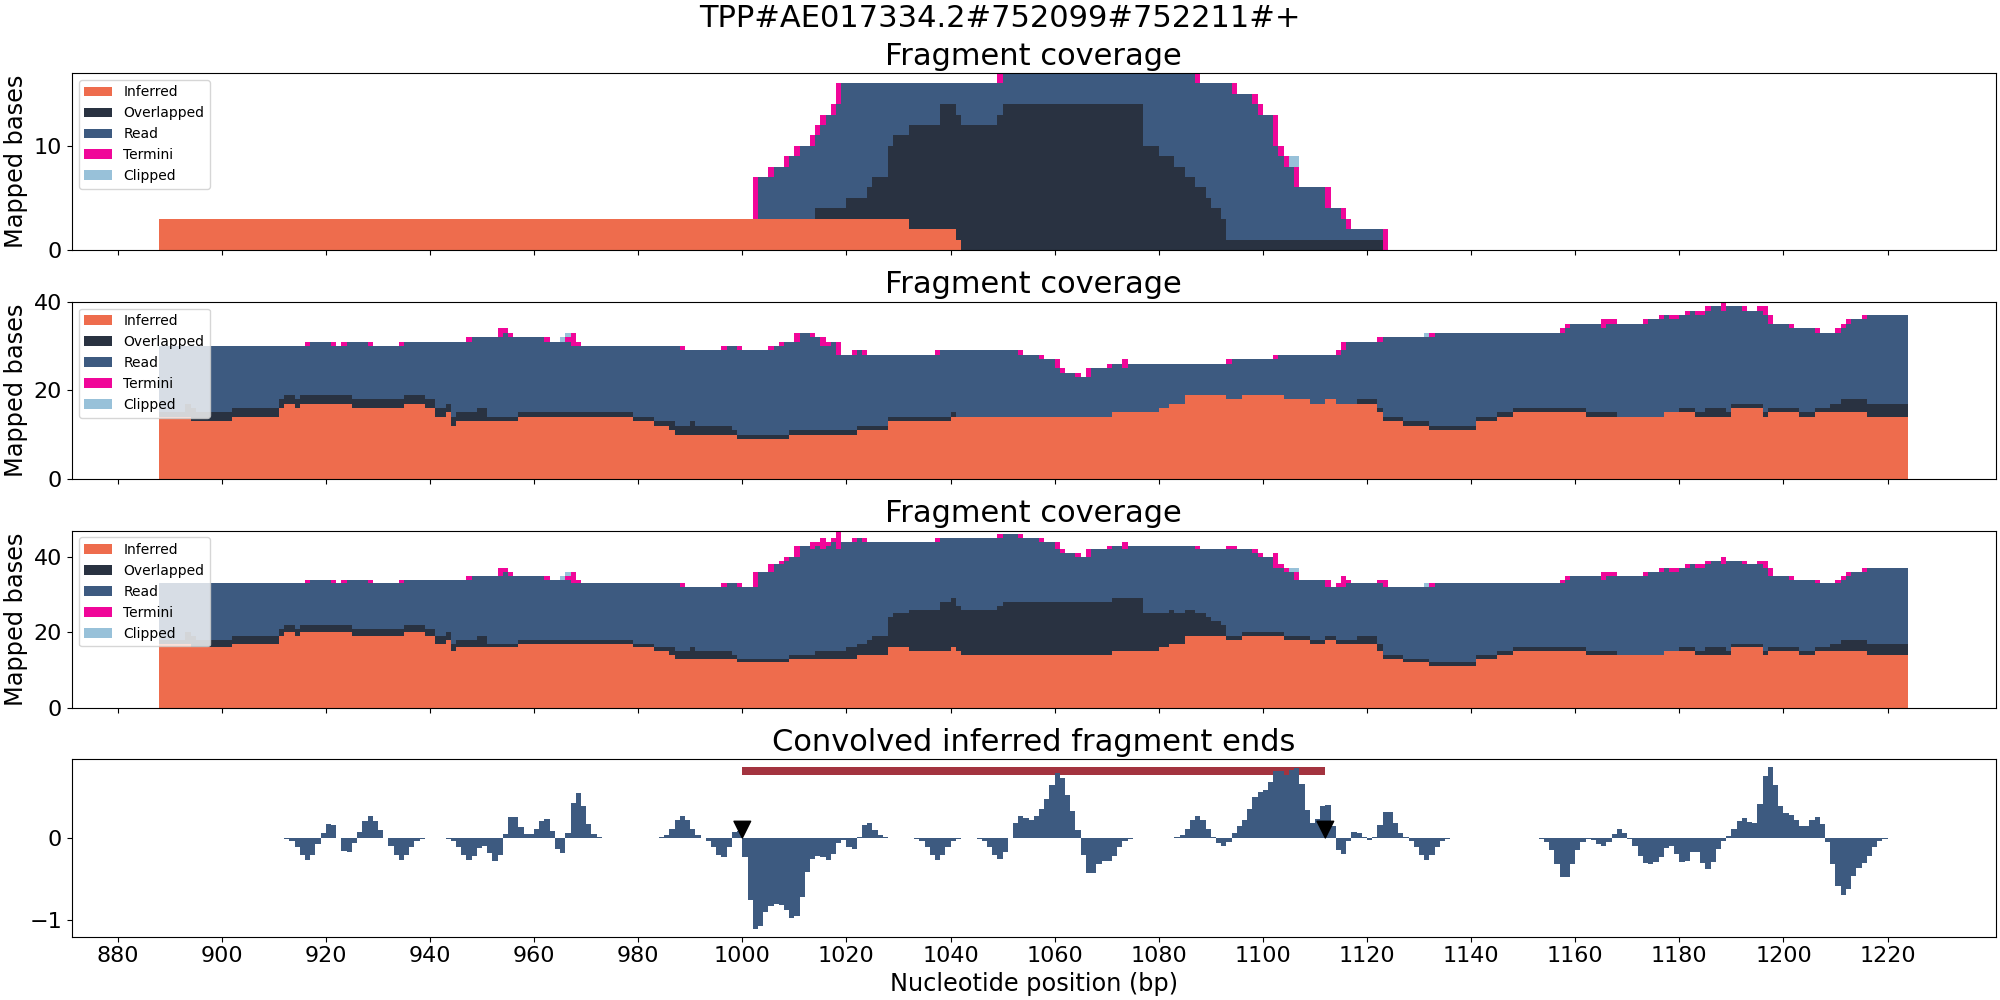 TPP#AE017334.2#752099#752211#+
Fragment coverage
Mapped bases
10
0
Inferred
Overlapped
Read
Termini
Clipped
Fragment coverage
Mapped bases
40
20
0
Inferred
Overlapped
Read
Termini
Clipped
Fragment coverage
Mapped bases
40
20
0
Inferred
Overlapped
Read
Termini
Clipped
Convolved inferred fragment ends
0
−1
880 900 920 940 960 980 1000 1020 1040 1060 1080 1100 1120 1140 1160 1180 1200 1220
Nucleotide position (bp)